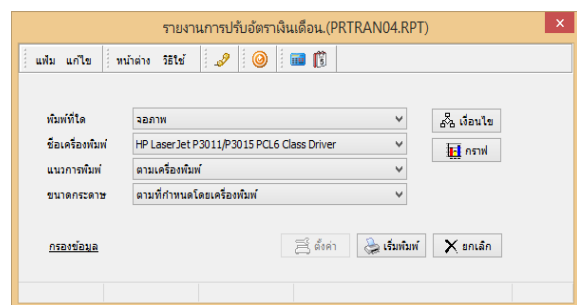 รายงานการปรับอัตราเงินเดือน.(PRTRAN04.RPT)
แฟ้ม แก้ไข หน้าต่าง วิธีใช้
พิมพ์ที่ใด จอภาพ เงื่อนไข
ชื่อเครื่องพิมพ์ HP LaserJet P3011/P3015 PCL6 Class Driver กราฟ
แนวการพิมพ์ ตามเครื่องพิมพ์
ขนาดกระดาษ ตามที่กำหนดโดยเครื่องพิมพ์
กรองข้อมูล ตั้งค่า เริ่มพิมพ์ ยกเลิก